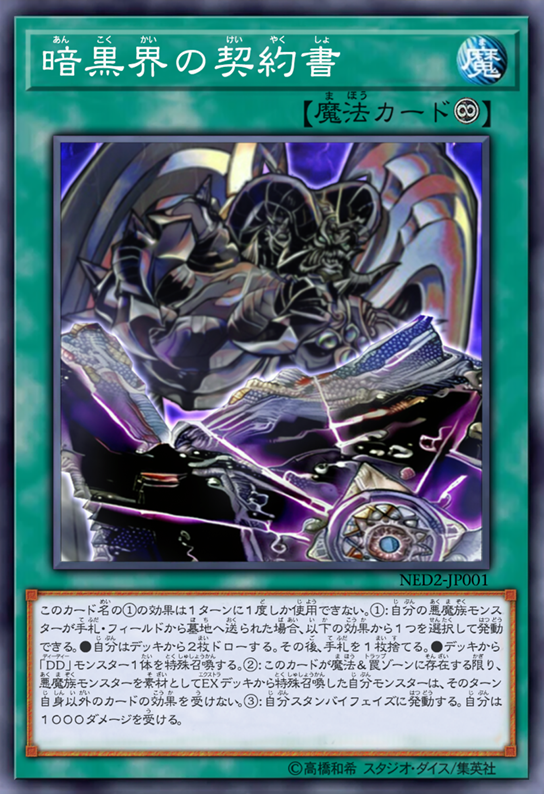 暗黒界の契約書
魔
【魔法カード♾】
NED2-JP001
このカード名の①の効果は1ターンに1度しか使用できない。①:自分の悪魔族モンス
ターが手札・フィールドから墓地へ送られた場合、以下の効果から1つを選択して発動
できる。●自分はデッキから2枚ドローする。その後、手札を1枚捨てる。●デッキから
「DD」モンスター1体を特殊召喚する。②:このカードが魔法&罠ゾーンに存在する限り、
悪魔族モンスターを素材としてEXデッキから特殊召喚した自分モンスターは、そのターン
自身以外のカードの効果を受けない。③:自分スタンバイフェイズに発動する。自分は
1000ダメージを受ける。
©高橋和希 スタジオ・ダイス/集英社